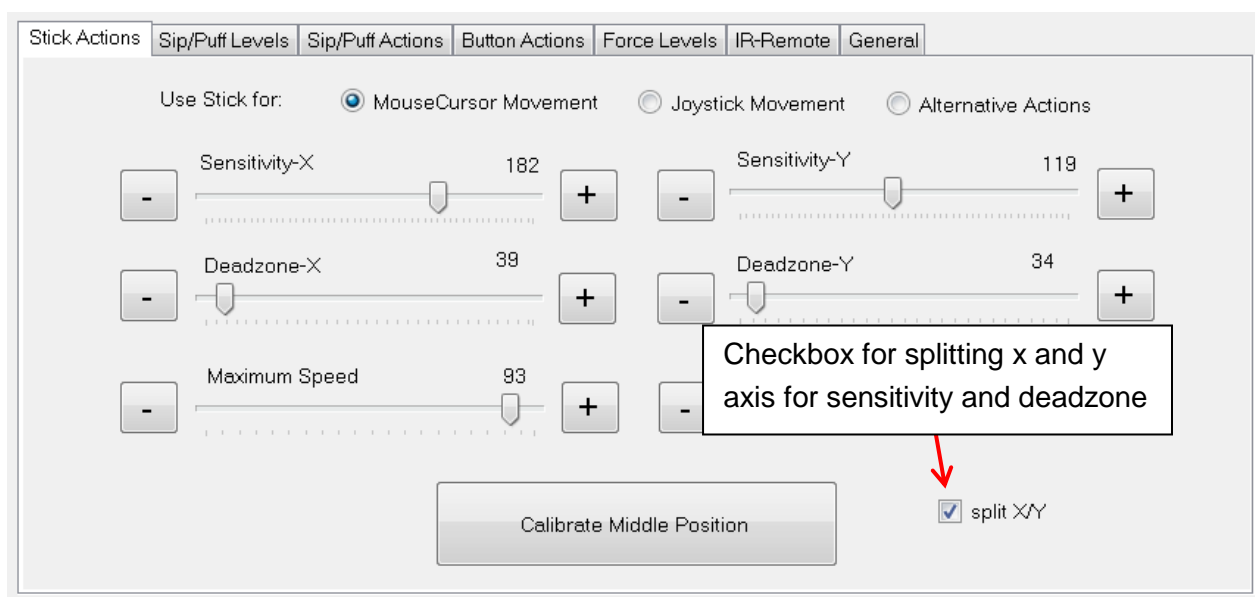 Stick Actions Sip/Puff Levels Sip/Puff Actions Button Actions Force Levels IR-Remote General
Use Stick for: MouseCursor Movement Joystick Movement Alternative Actions
Sensitivity-X 182 Sensitivity-Y 119
- + - +
Deadzone-X 39 Deadzone-Y 34
- + - +
Maximum Speed 93
- + -
Checkbox for splitting x and y
axis for sensitivity and deadzone
Calibrate Middle Position
split X/Y